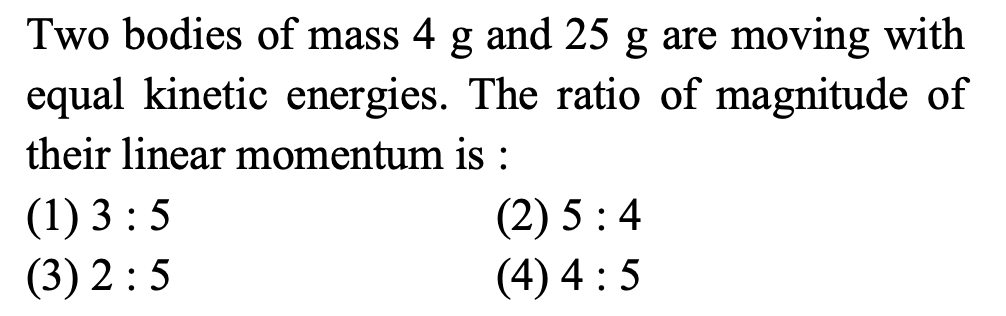 Two bodies of mass 4 g and 25 g are moving with
equal kinetic energies. The ratio of magnitude of
their linear momentum is :
(1) 3 : 5 (2) 5 : 4
(3) 2 : 5 (4) 4 : 5